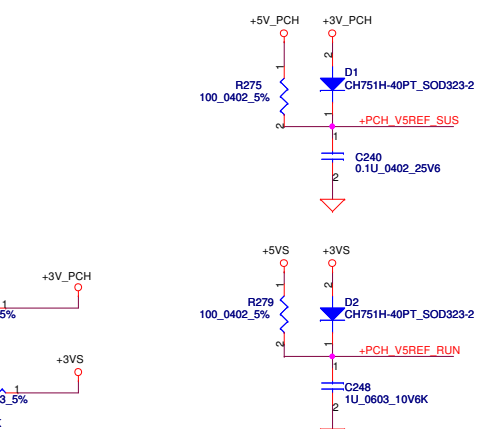 +5V_PCH
+3V_PCH
2
1
D1
R275
CH751H-40PT_SOD323-2
100_0402_5%
1
2
+PCH_V5REF_SUS
1
C240
0.1U_0402_25V6
2
+5VS
+3VS
+3V_PCH
2
1
1
R279
D2
5%
100_0402_5%
CH751H-40PT_SOD323-2
2
1
+PCH_V5REF_RUN
+3VS
1
C248
1
3_5%
1U_0603_10V6K
2